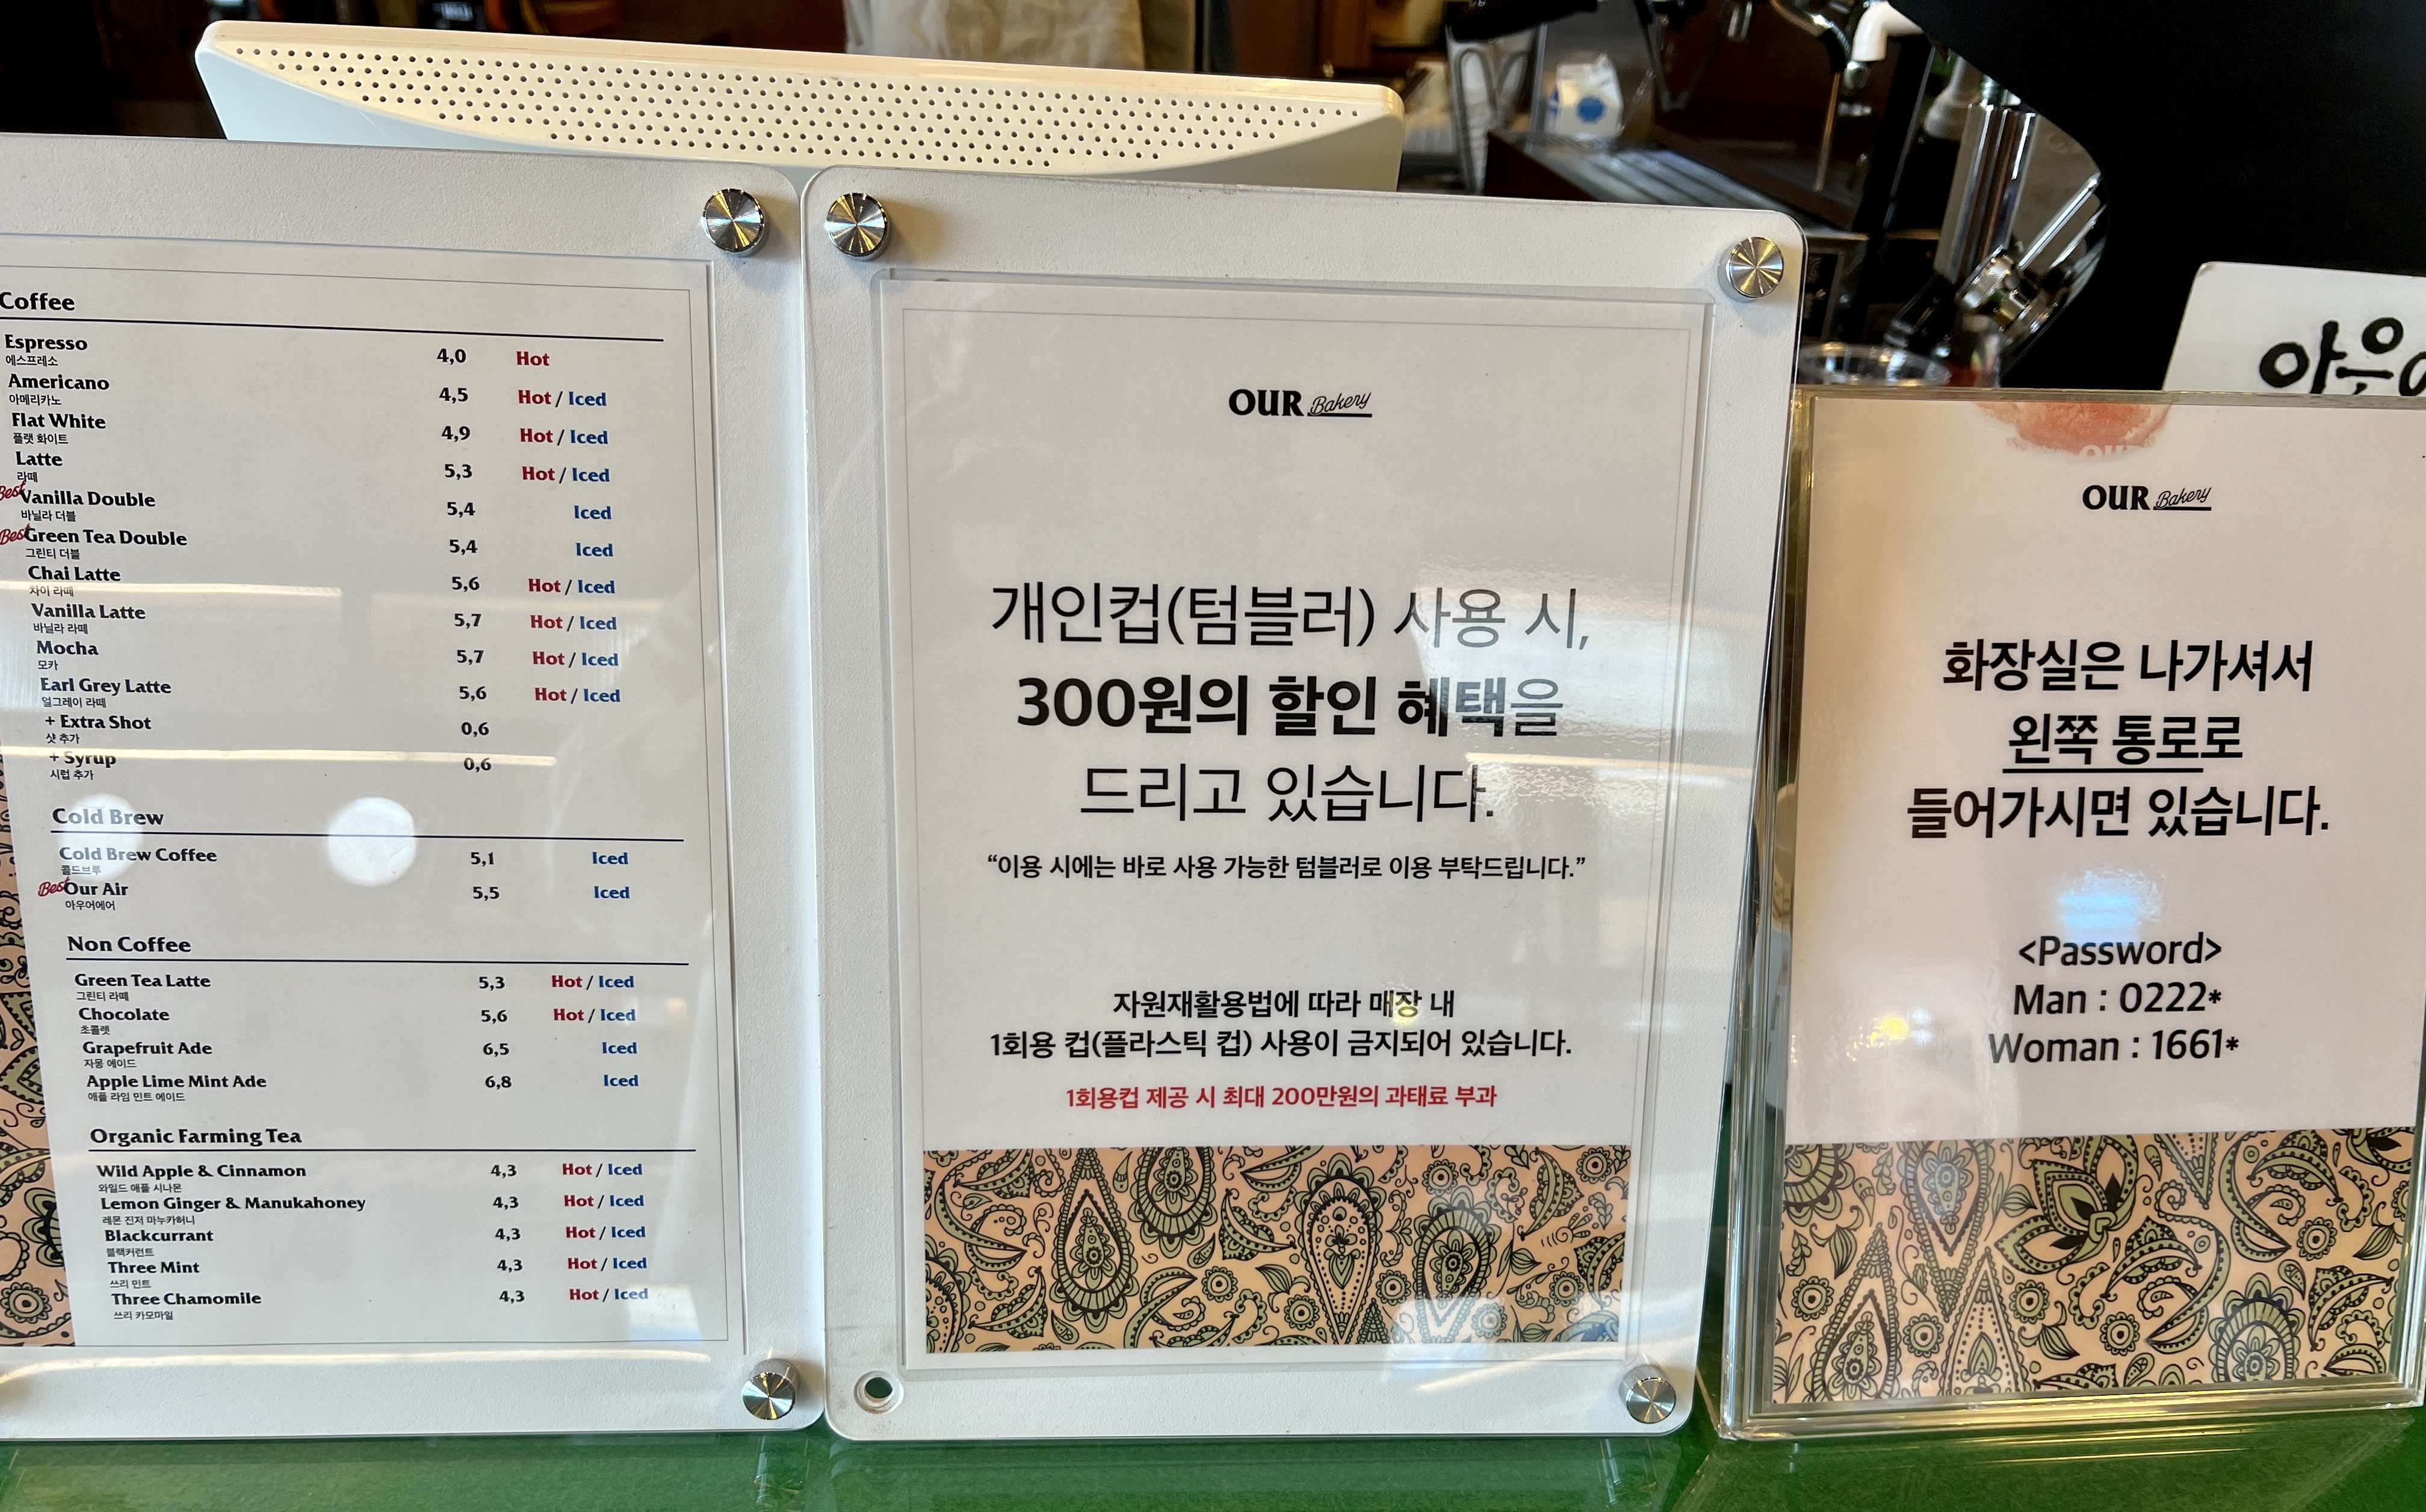 Coffee
Espresso 4,0 Hot
에스프레소
Americano 4,5 Hot / Iced
아메리카노
Flat White 4,9 Hot / Iced
플랫 화이트
Latte 5,3 Hot / Iced
라떼
Best Vanilla Double 5,4 Iced
바닐라 더블
Best Green Tea Double 5,4 Iced
그린티 더블
Chai Latte 5,6 Hot / Iced
차이 라떼
Vanilla Latte 5,7 Hot / Iced
바닐라 라떼
Mocha 5,7 Hot / Iced
모카
Earl Grey Latte 5,6 Hot / Iced
얼그레이 라떼
+ Extra Shot 0,6
샷 추가
+ Syrup 0,6
시럽 추가
Cold Brew
Cold Brew Coffee 5,1 Iced
콜드브루
Best Our Air 5,5 Iced
아우어에어
Non Coffee
Green Tea Latte 5,3 Hot / Iced
그린티 라떼
Chocolate 5,6 Hot / Iced
초콜렛
Grapefruit Ade 6,5 Iced
자몽 에이드
Apple Lime Mint Ade 6,8 Iced
애플 라임 민트 에이드
Organic Farming Tea
Wild Apple & Cinnamon 4,3 Hot / Iced
와일드 애플 시나몬
Lemon Ginger & Manukahoney 4,3 Hot / Iced
레몬 진저 마누카허니
Blackcurrant 4,3 Hot / Iced
블랙커런트
Three Mint 4,3 Hot / Iced
쓰리 민트
Three Chamomile 4,3 Hot / Iced
쓰리 카모마일
OUR Bakery
개인컵(텀블러) 사용 시,
300원의 할인 혜택을
드리고 있습니다.
“이용 시에는 바로 사용 가능한 텀블러로 이용 부탁드립니다.”
자원재활용법에 따라 매장 내
1회용 컵(플라스틱 컵) 사용이 금지되어 있습니다.
1회용컵 제공 시 최대 200만원의 과태료 부과
OUR Bakery
화장실은 나가셔서
왼쪽 통로로
들어가시면 있습니다.
<Password>
Man : 0222*
Woman : 1661*